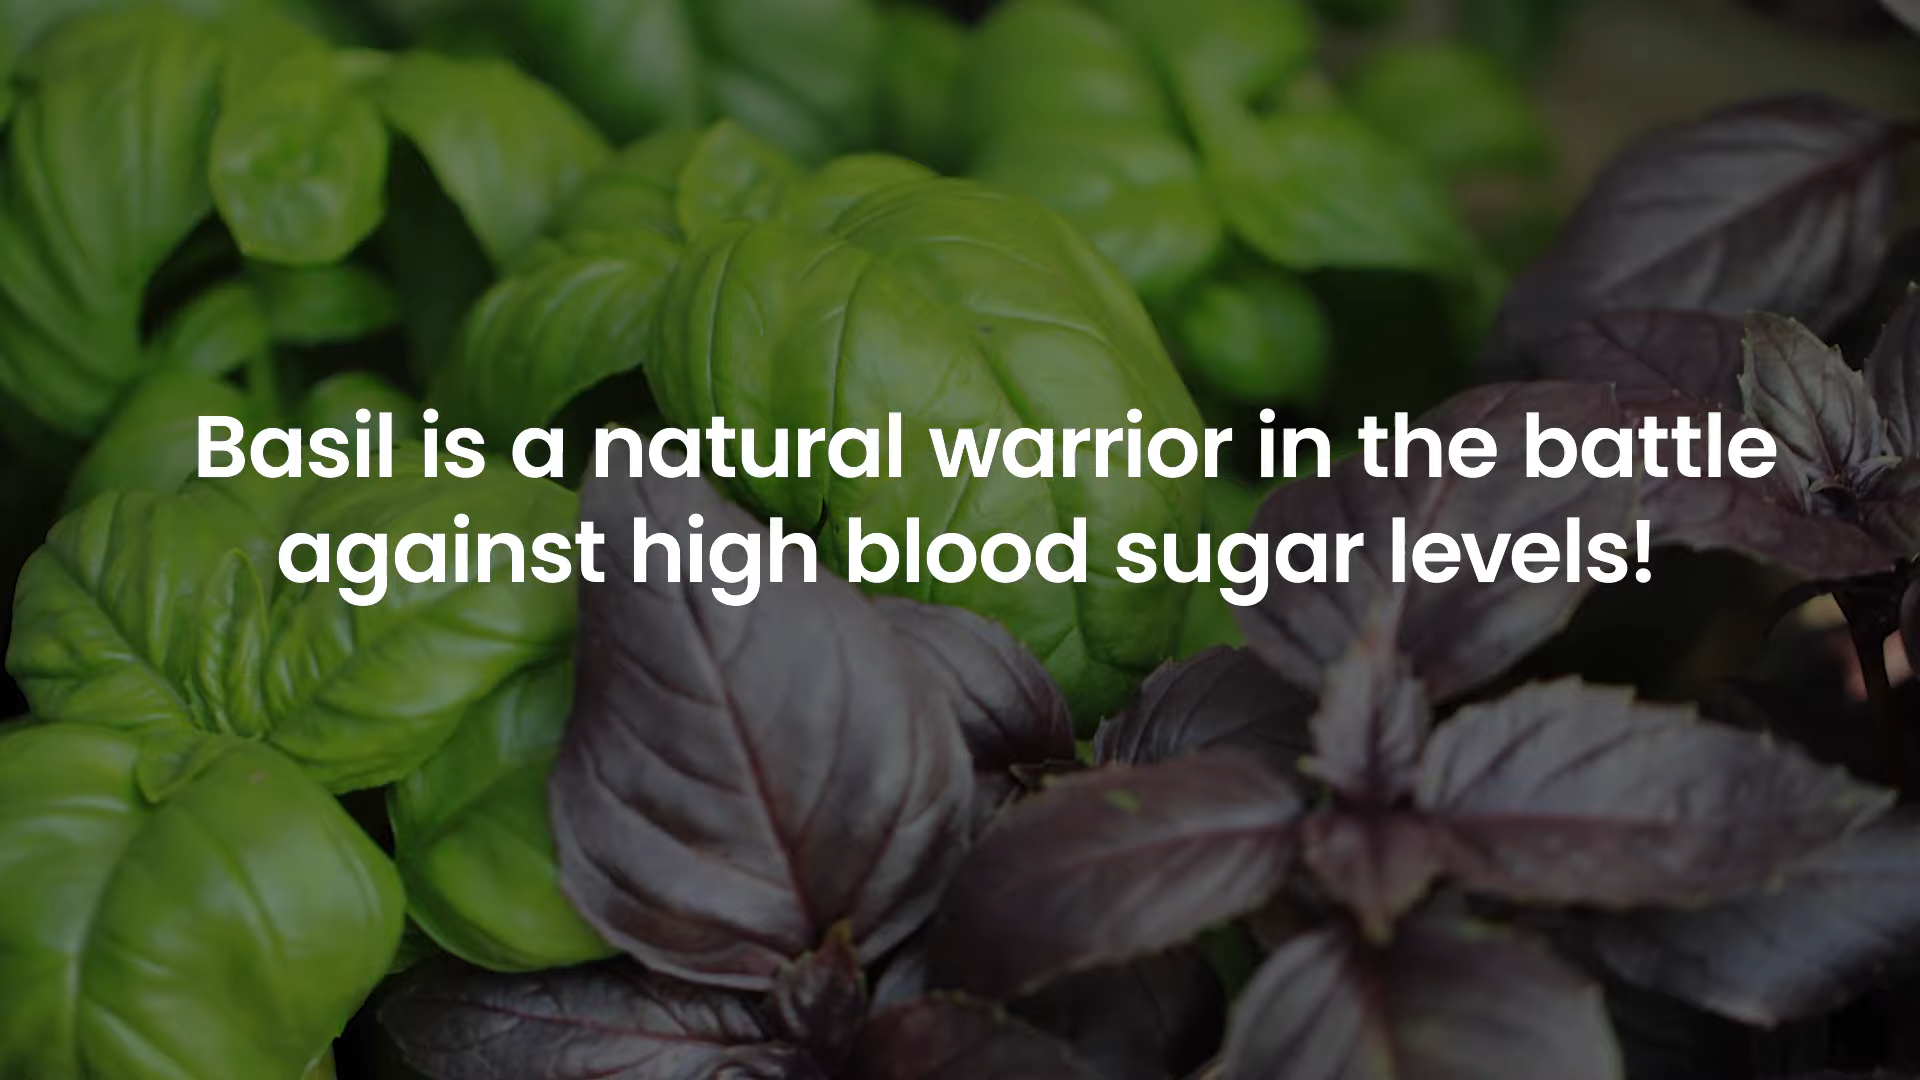 Basil is a natural warrior in the battle
against high blood sugar levels!